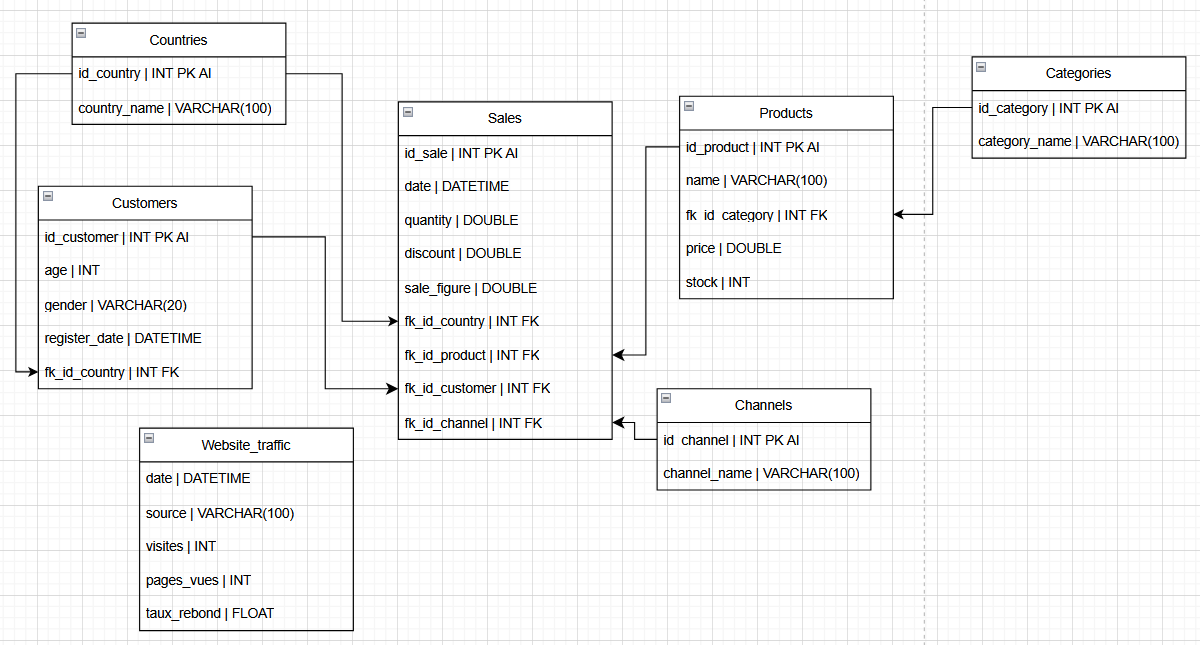 Countries
id_country | INT PK AI
country_name | VARCHAR(100)
Customers
id_customer | INT PK AI
age | INT
gender | VARCHAR(20)
register_date | DATETIME
fk_id_country | INT FK
Website_traffic
date | DATETIME
source | VARCHAR(100)
visites | INT
pages_vues | INT
taux_rebond | FLOAT
Sales
id_sale | INT PK AI
date | DATETIME
quantity | DOUBLE
discount | DOUBLE
sale_figure | DOUBLE
fk_id_country | INT FK
fk_id_product | INT FK
fk_id_customer | INT FK
fk_id_channel | INT FK
Products
id_product | INT PK AI
name | VARCHAR(100)
fk_id_category | INT FK
price | DOUBLE
stock | INT
Channels
id_channel | INT PK AI
channel_name | VARCHAR(100)
Categories
id_category | INT PK AI
category_name | VARCHAR(100)